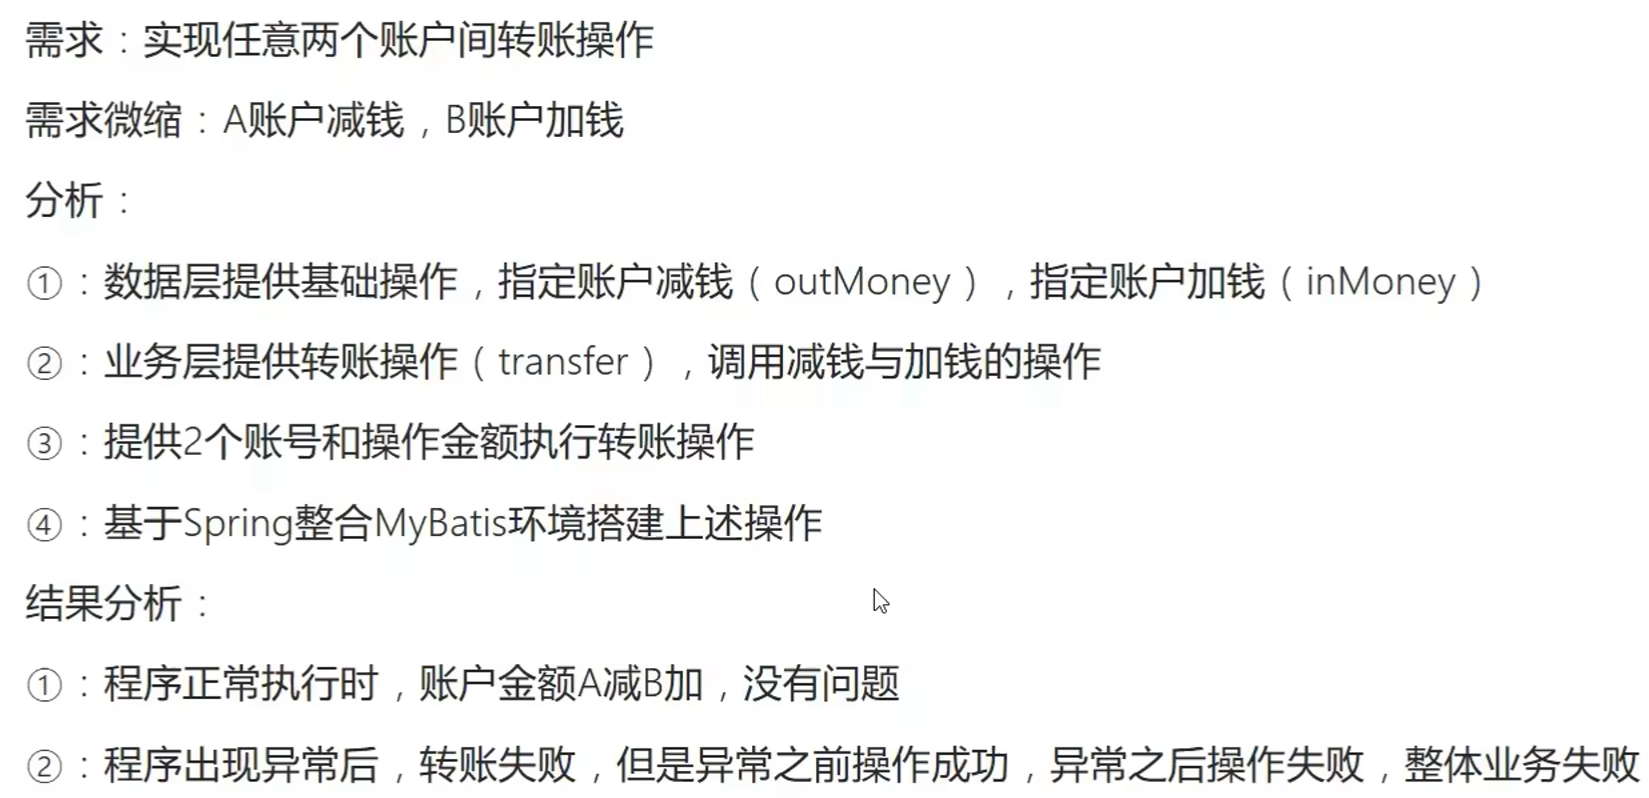 需求：实现任意两个账户间转账操作
需求微缩：A账户减钱，B账户加钱
分析：
①：数据层提供基础操作，指定账户减钱（outMoney），指定账户加钱（inMoney）
②：业务层提供转账操作（transfer），调用减钱与加钱的操作
③：提供2个账号和操作金额执行转账操作
④：基于Spring整合MyBatis环境搭建上述操作
结果分析：
①：程序正常执行时，账户金额A减B加，没有问题
②：程序出现异常后，转账失败，但是异常之前操作成功，异常之后操作失败，整体业务失败